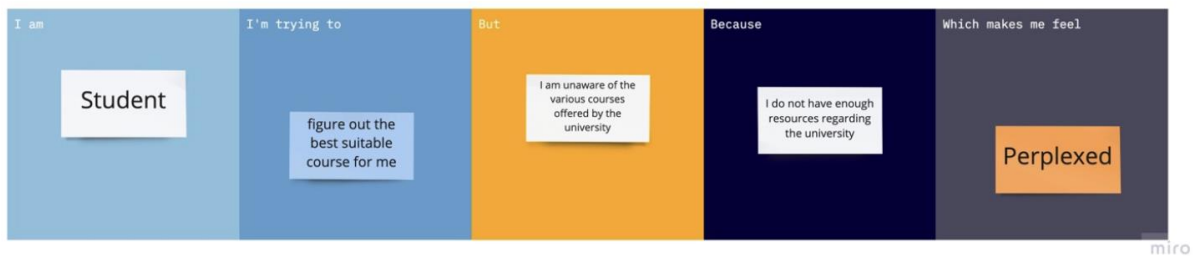 I am
Student
I'm trying to
figure out the
best suitable
course for me
But
I am unaware of the
various courses
offered by the
university
Because
I do not have enough
resources regarding
the university
Which makes me feel
Perplexed
miro